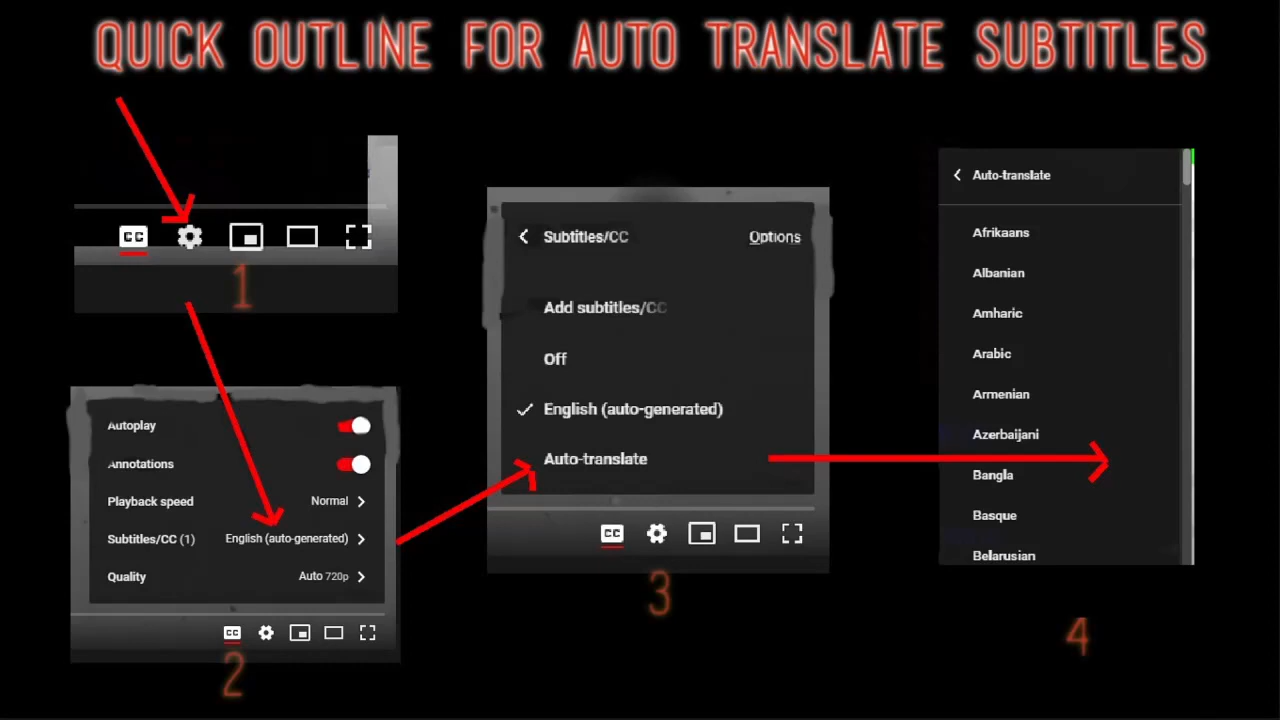 QUICK OUTLINE FOR AUTO TRANSLATE SUBTITLES
CC
1
Autoplay
Annotations
Playback speed Normal
Subtitles/CC (1) English (auto-generated)
Quality Auto 720p
CC
2
Subtitles/CC Options
Add subtitles/CC
Off
English (auto-generated)
Auto-translate
CC
3
Auto-translate
Afrikaans
Albanian
Amharic
Arabic
Armenian
Azerbaijani
Bangla
Basque
Belarusian
4